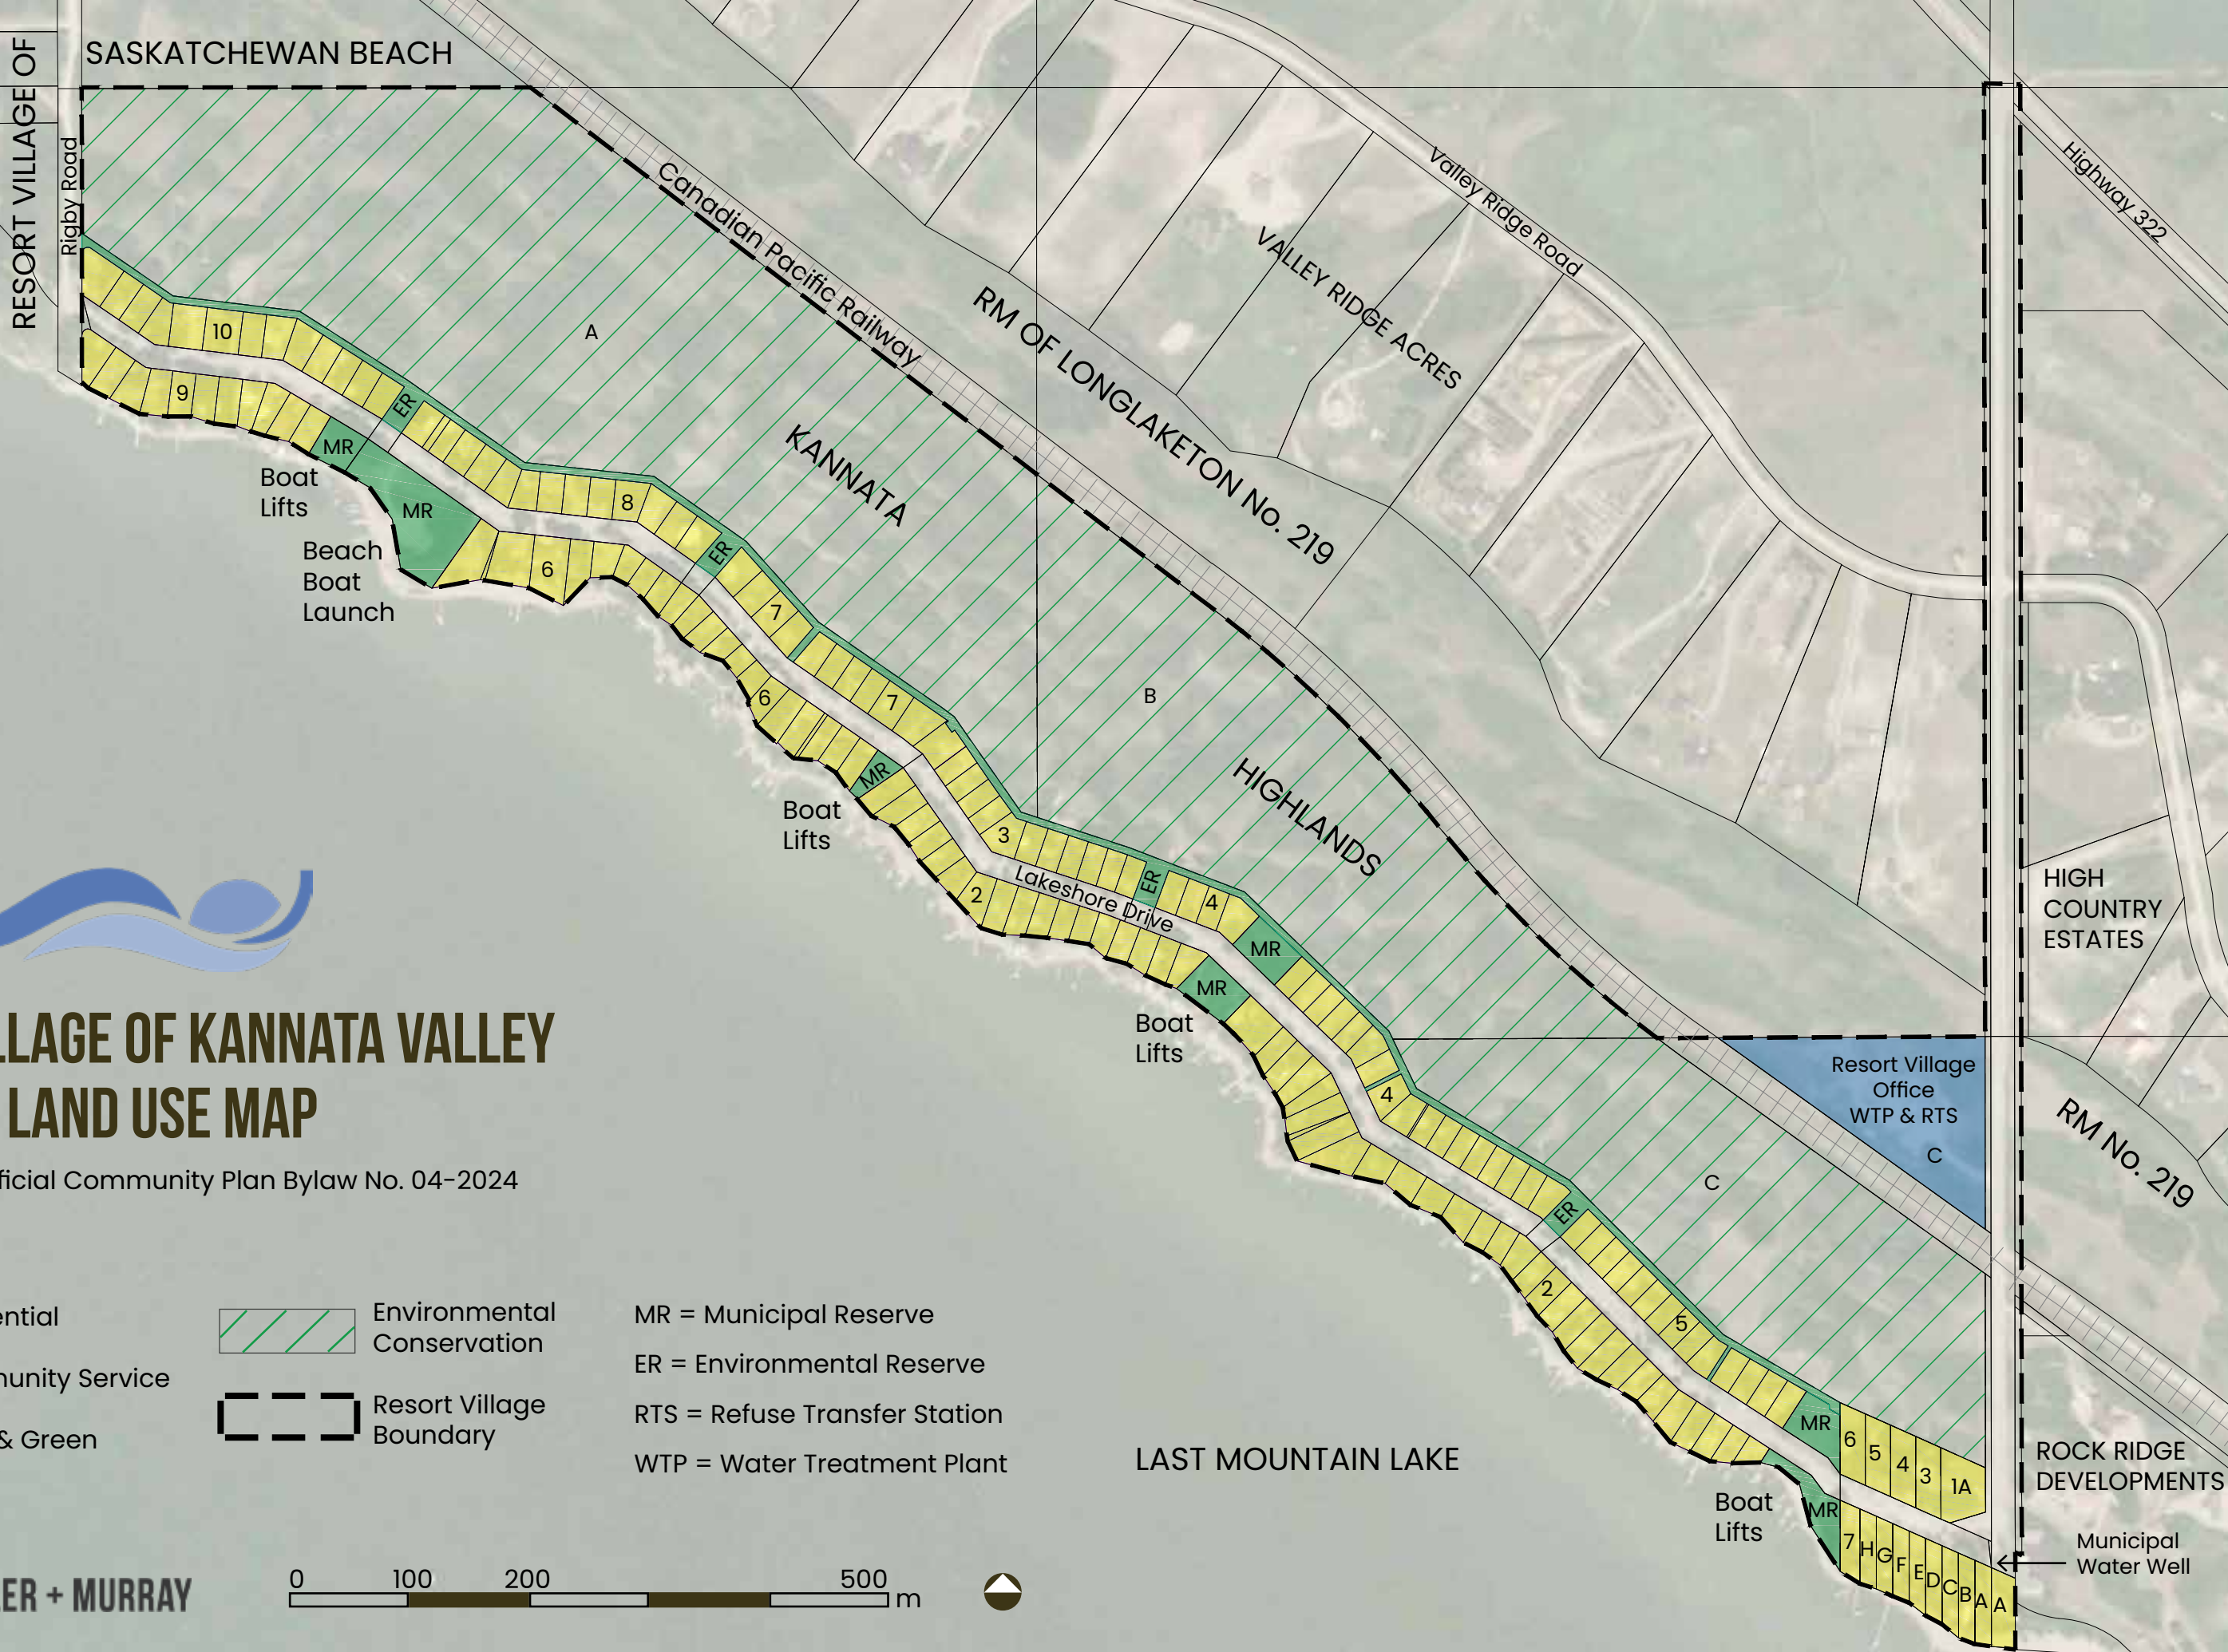 SASKATCHEWAN BEACH
RESORT VILLAGE OF
Rigby Road
Canadian Pacific Railway
Valley Ridge Road
Highway 322
VALLEY RIDGE ACRES
RM OF LONGLAKETON No. 219
A
KANNATA
10
9
ER
MR
Boat
Lifts
MR
Beach
Boat
Launch
8
6
ER
7
7
6
MR
Boat
Lifts
B
HIGHLANDS
3
2
Lakeshore Drive
ER
4
MR
MR
Boat
Lifts
4
HIGH
COUNTRY
ESTATES
Resort Village
Office
WTP & RTS
C
RM No. 219
C
ER
2
5
MR
6
5
4
3
1A
MR
Boat
Lifts
7
H
G
F
E
D
C
B
A
A
ROCK RIDGE
DEVELOPMENTS
Municipal
Water Well
LAST MOUNTAIN LAKE
LLAGE OF KANNATA VALLEY
LAND USE MAP
ficial Community Plan Bylaw No. 04-2024
ential
unity Service
& Green
Environmental
Conservation
Resort Village
Boundary
MR = Municipal Reserve
ER = Environmental Reserve
RTS = Refuse Transfer Station
WTP = Water Treatment Plant
ER + MURRAY
0 100 200 500 m